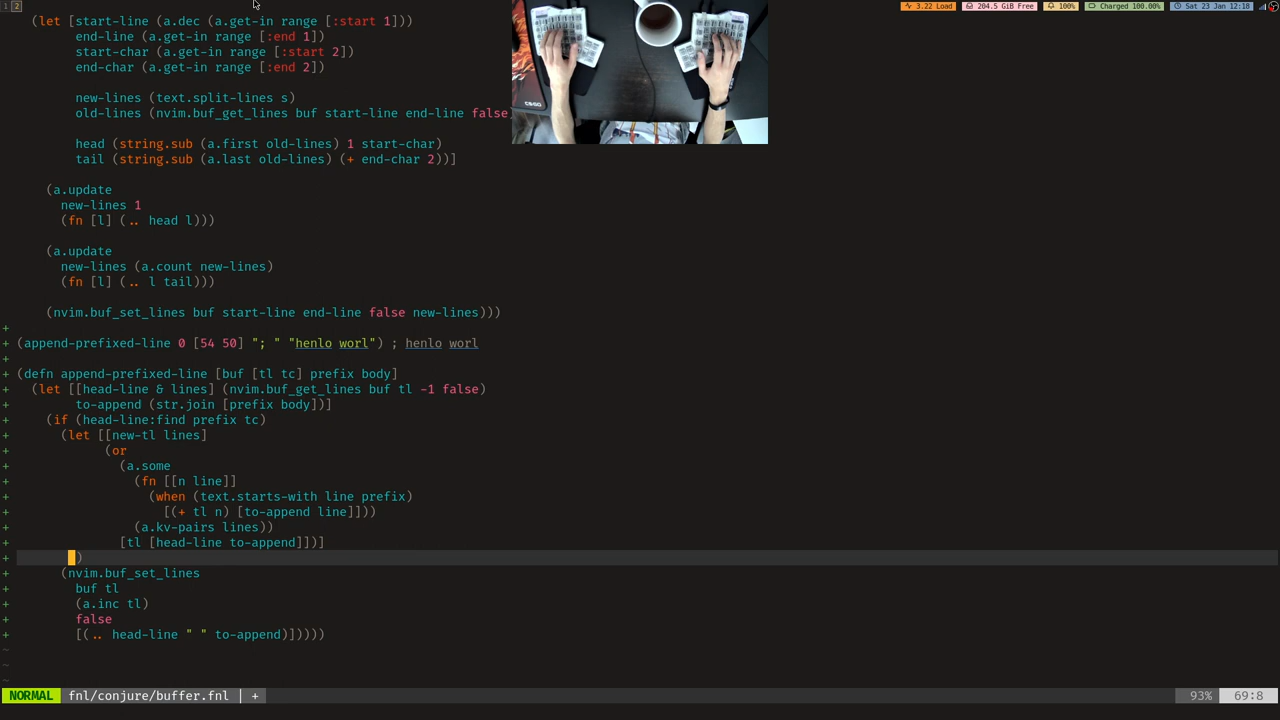 1 2
3.22 Load 204.5 GiB Free 100% Charged 100.00% Sat 23 Jan 12:18
(let [start-line (a.dec (a.get-in range [:start 1]))
end-line (a.get-in range [:end 1])
start-char (a.get-in range [:start 2])
end-char (a.get-in range [:end 2])
new-lines (text.split-lines s)
old-lines (nvim.buf_get_lines buf start-line end-line false
head (string.sub (a.first old-lines) 1 start-char)
tail (string.sub (a.last old-lines) (+ end-char 2))]
(a.update
new-lines 1
(fn [l] (.. head l)))
(a.update
new-lines (a.count new-lines)
(fn [l] (.. l tail)))
(nvim.buf_set_lines buf start-line end-line false new-lines)))
+
+ (append-prefixed-line 0 [54 50] "; " "henlo worl") ; henlo worl
+
+ (defn append-prefixed-line [buf [tl tc] prefix body]
+ (let [[head-line & lines] (nvim.buf_get_lines buf tl -1 false)
+ to-append (str.join [prefix body])]
+ (if (head-line:find prefix tc)
+ (let [[new-tl lines]
+ (or
+ (a.some
+ (fn [[n line]]
+ (when (text.starts-with line prefix)
+ [(+ tl n) [to-append line]]))
+ (a.kv-pairs lines))
+ [tl [head-line to-append]])]
+ )
+ (nvim.buf_set_lines
+ buf tl
+ (a.inc tl)
+ false
+ [(.. head-line " " to-append)]))))
~
~
~
NORMAL fnl/conjure/buffer.fnl | + 93% 69:8